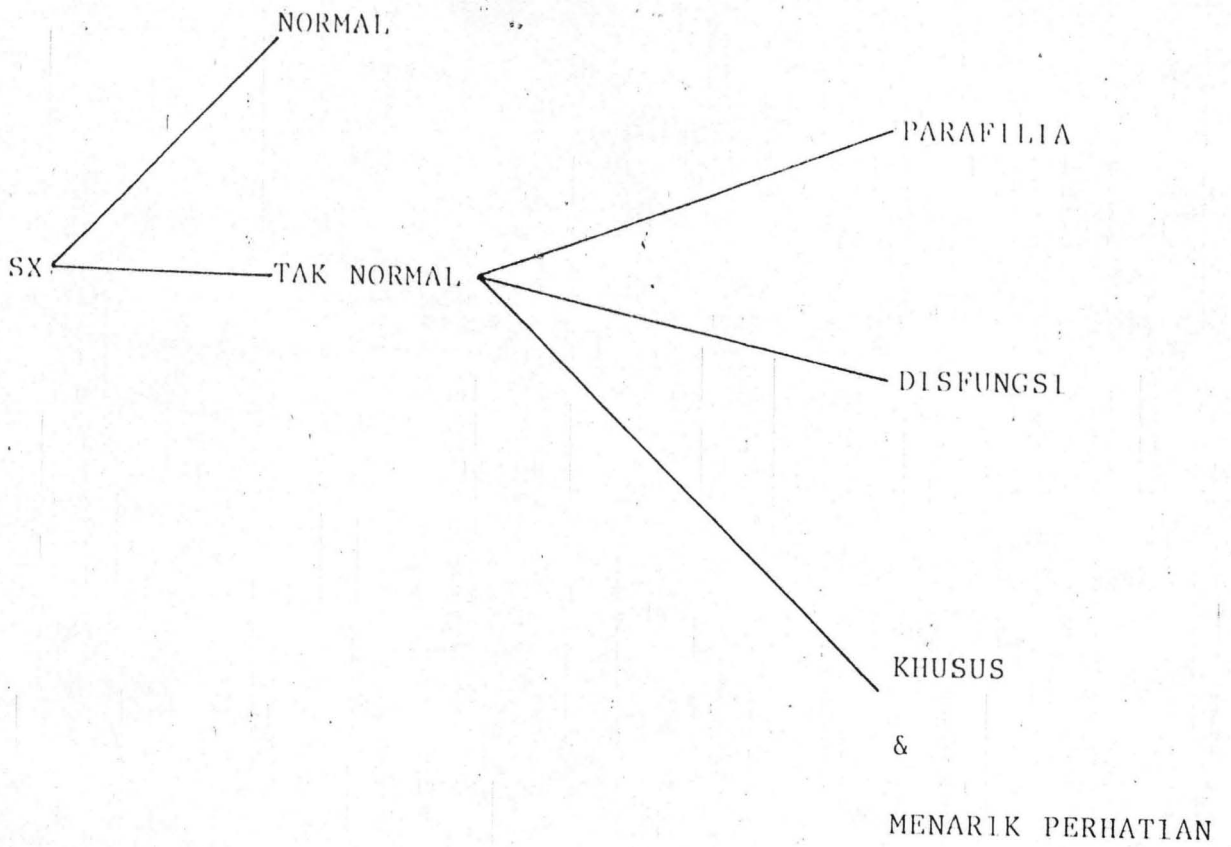 NORMAL
PARAFILIA
SX
TAK NORMAL
DISFUNGSI
KHUSUS
&
MENARIK PERHATIAN